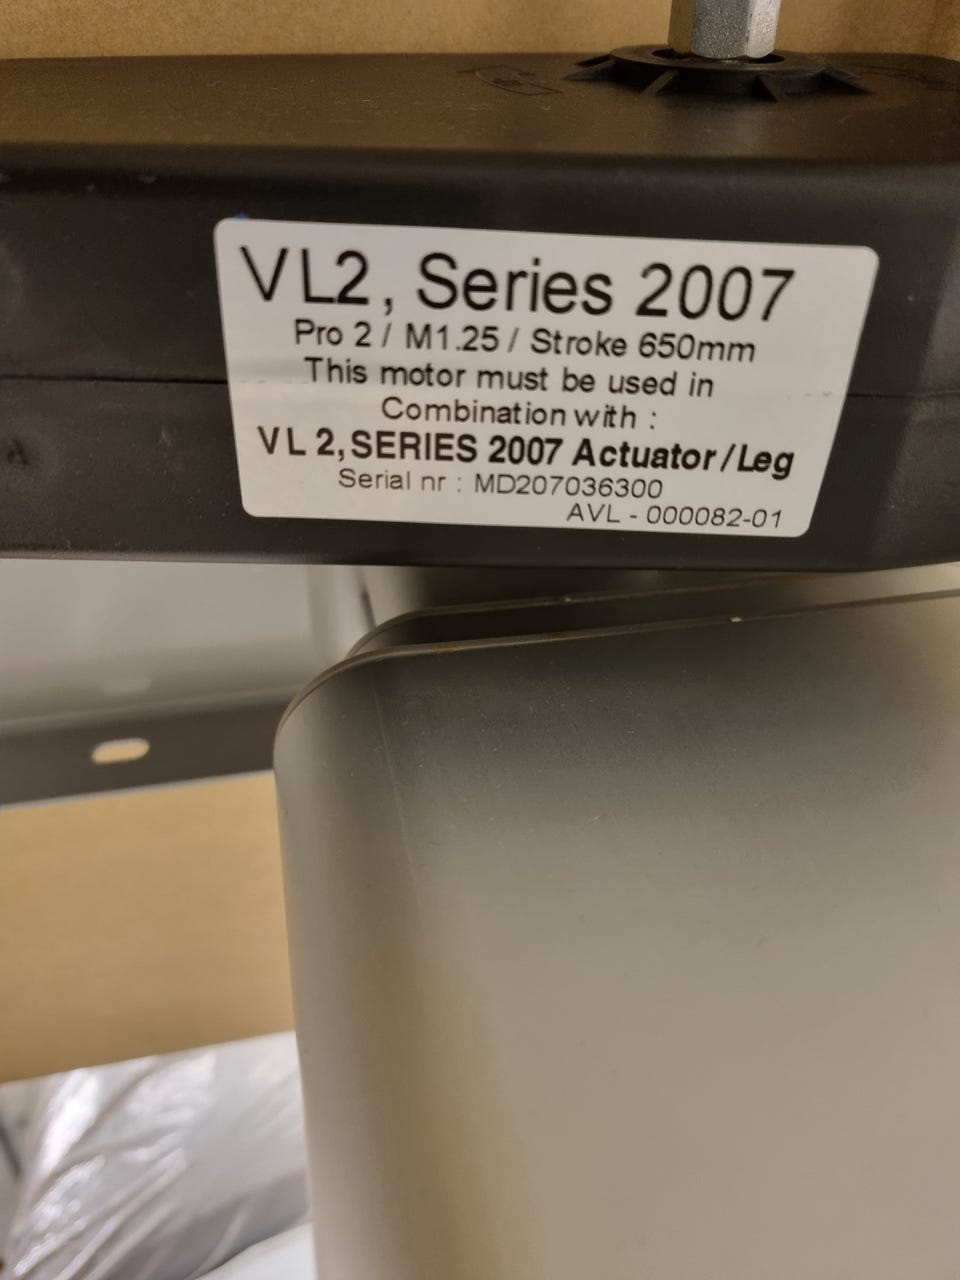 VL2, Series 2007
Pro 2 / M1.25 / Stroke 650mm
This motor must be used in
Combination with :
VL 2, SERIES 2007 Actuator/Leg
Serial nr : MD207036300
AVL - 000082-01